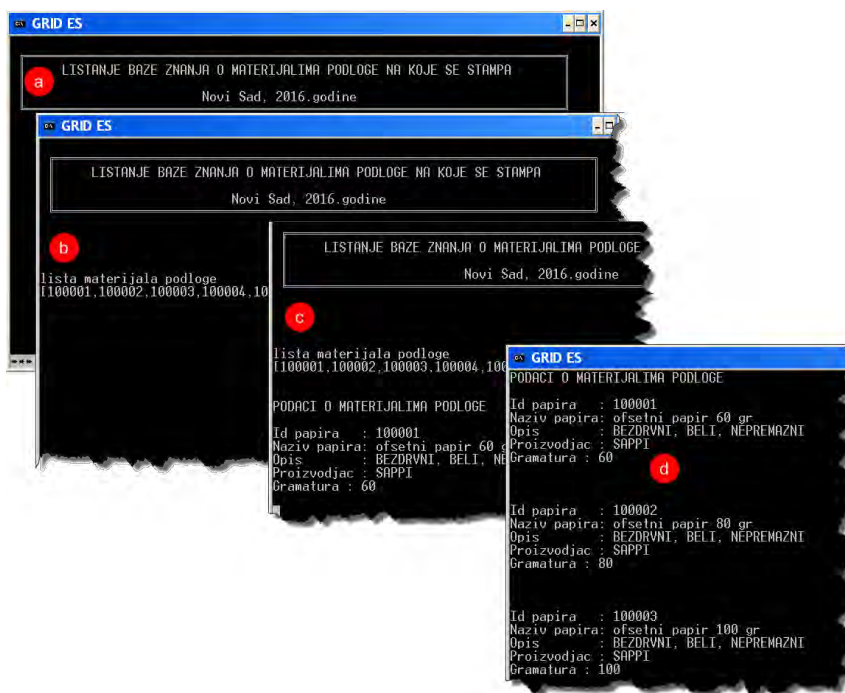 GRID ES
LISTANJE BAZE ZNANJA O MATERIJALIMA PODLOGE NA KOJE SE STAMPA
a
Novi Sad, 2016.godine
GRID ES
LISTANJE BAZE ZNANJA O MATERIJALIMA PODLOGE NA KOJE SE STAMPA
Novi Sad, 2016.godine
b
lista materijala podloge
[100001,100002,100003,100004,10
LISTANJE BAZE ZNANJA O MATERIJALIMA PODLOGE
Novi Sad, 2016.godine
c
lista materijala podloge
[100001,100002,100003,100004,100
PODACI O MATERIJALIMA PODLOGE
Id papira : 100001
Naziv papira: ofsetni papir 60 g
Opis : BEZDRVNI, BELI, NE
Proizvodjac : SAPPI
Gramatura : 60
GRID ES
PODACI O MATERIJALIMA PODLOGE
Id papira : 100001
Naziv papira: ofsetni papir 60 gr
Opis : BEZDRVNI, BELI, NEPREMAZNI
Proizvodjac : SAPPI
Gramatura : 60
d
Id papira : 100002
Naziv papira: ofsetni papir 80 gr
Opis : BEZDRVNI, BELI, NEPREMAZNI
Proizvodjac : SAPPI
Gramatura : 80
Id papira : 100003
Naziv papira: ofsetni papir 100 gr
Opis : BEZDRVNI, BELI, NEPREMAZNI
Proizvodjac : SAPPI
Gramatura : 100